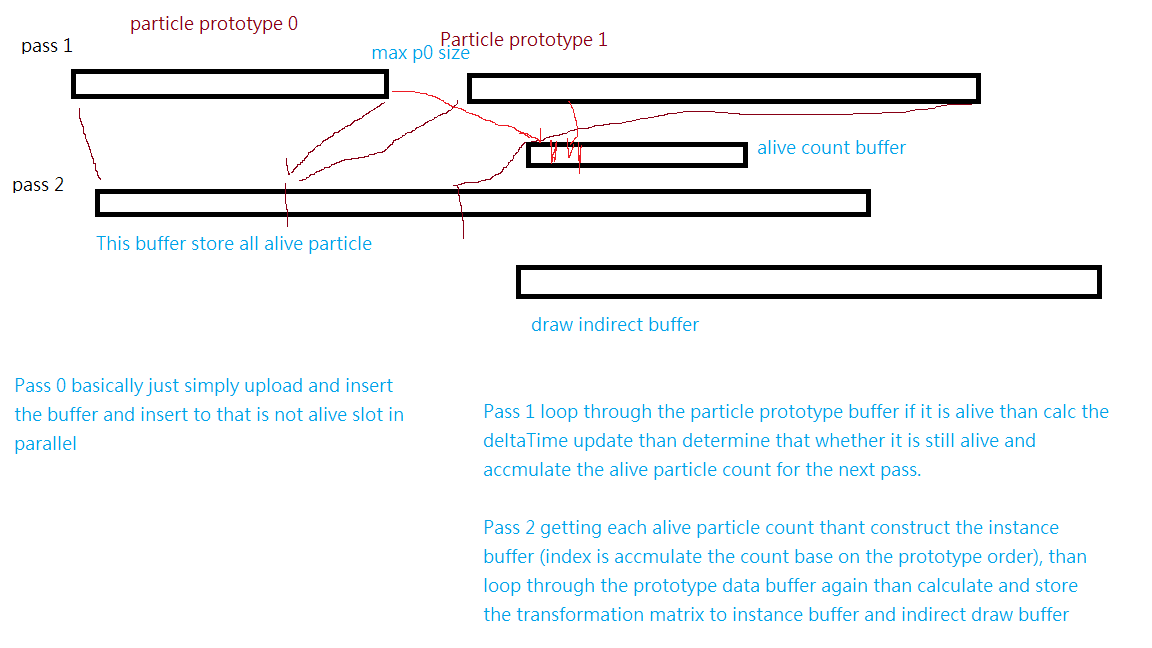 particle prototype 0
pass 1
max p0 size
Particle prototype 1
alive count buffer
pass 2
This buffer store all alive particle
draw indirect buffer
Pass 0 basically just simply upload and insert
the buffer and insert to that is not alive slot in
parallel
Pass 1 loop through the particle prototype buffer if it is alive than calc the
deltaTime update than determine that whether it is still alive and
accmulate the alive particle count for the next pass.
Pass 2 getting each alive particle count thant construct the instance
buffer (index is accmulate the count base on the prototype order), than
loop through the prototype data buffer again than calculate and store
the transformation matrix to instance buffer and indirect draw buffer